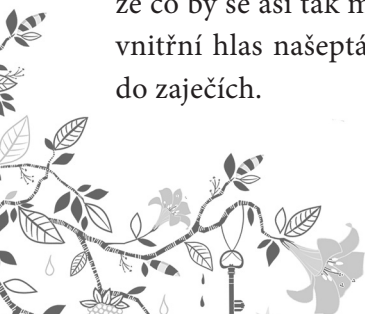 že co by se asi tak m
vnitřní hlas našeptá
do zaječích.